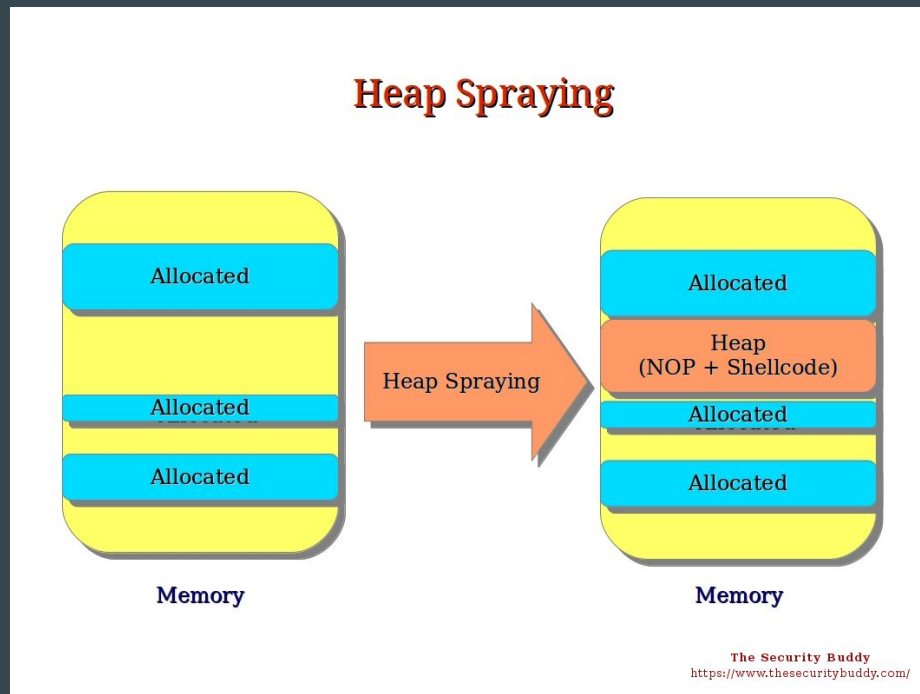 Heap Spraying
Allocated
Allocated
Allocated
Memory
Heap Spraying
Allocated
Heap
(NOP + Shellcode)
Allocated
Allocated
Memory
The Security Buddy
https://www.thesecuritybuddy.com/